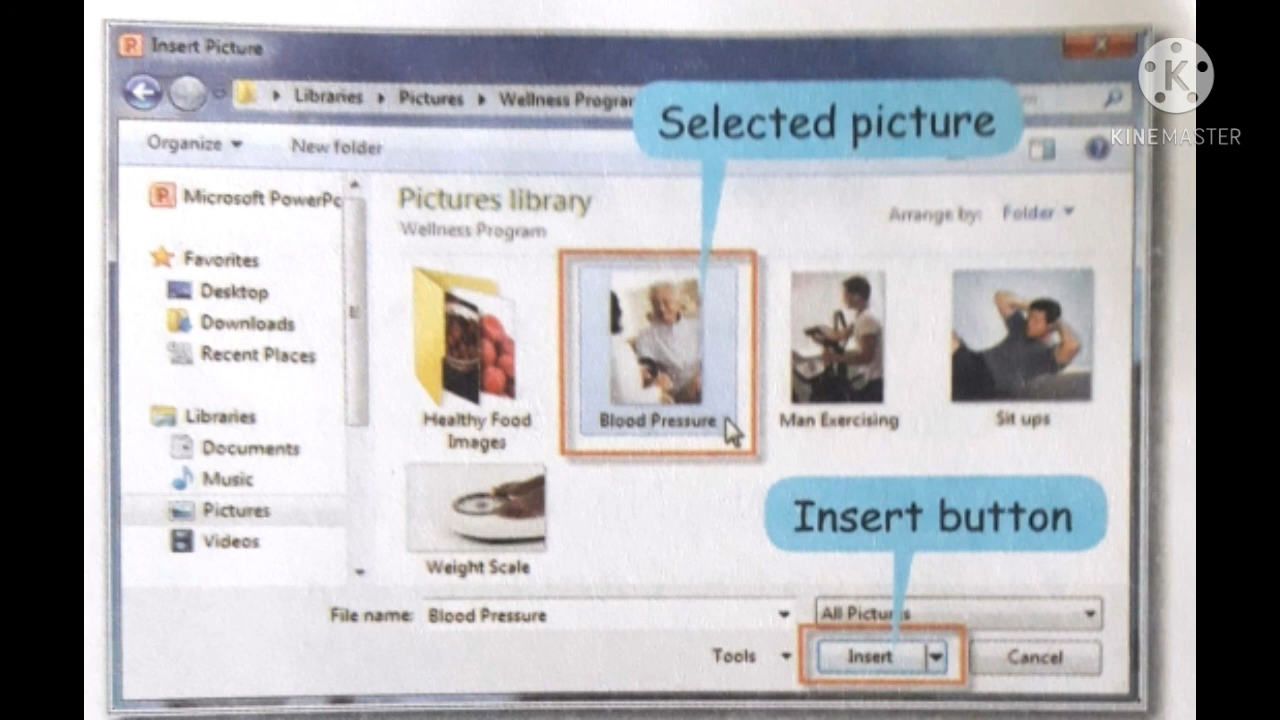 Insert Picture
Libraries Pictures Wellness
Selected picture
KINEMASTER
Organize New folder
Microsoft
Pictures library
Wellness Program
Arrange by: Folder
Favorites
Desktop
Downloads
Recent Places
Libraries
Documents
Music
Pictures
Videos
Healthy Food
Images
Blood Pressure
Man Exercising
Sit ups
Weight Scale
Insert button
File name: Blood Pressure
All Pictures
Tools Insert Cancel